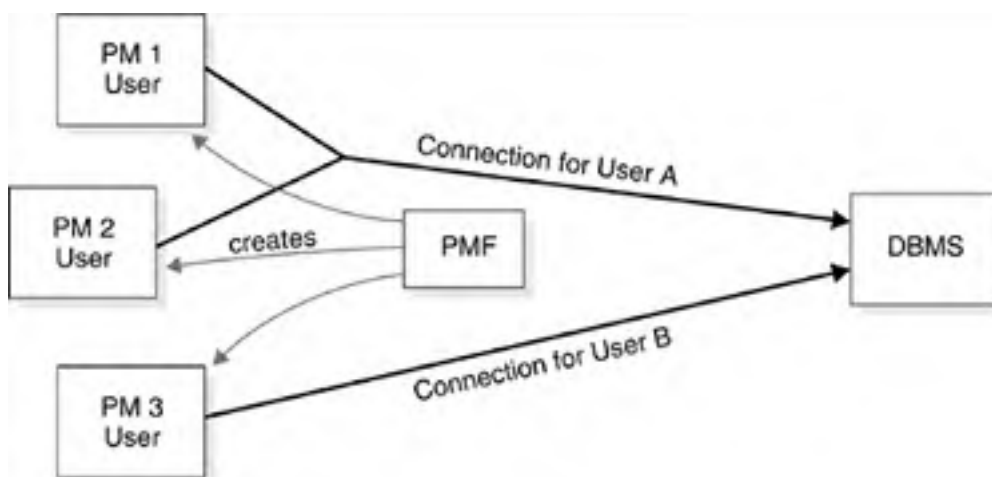 PM 1
User
Connection for User A
PM 2
User
creates
PMF
DBMS
PM 3
User
Connection for User B